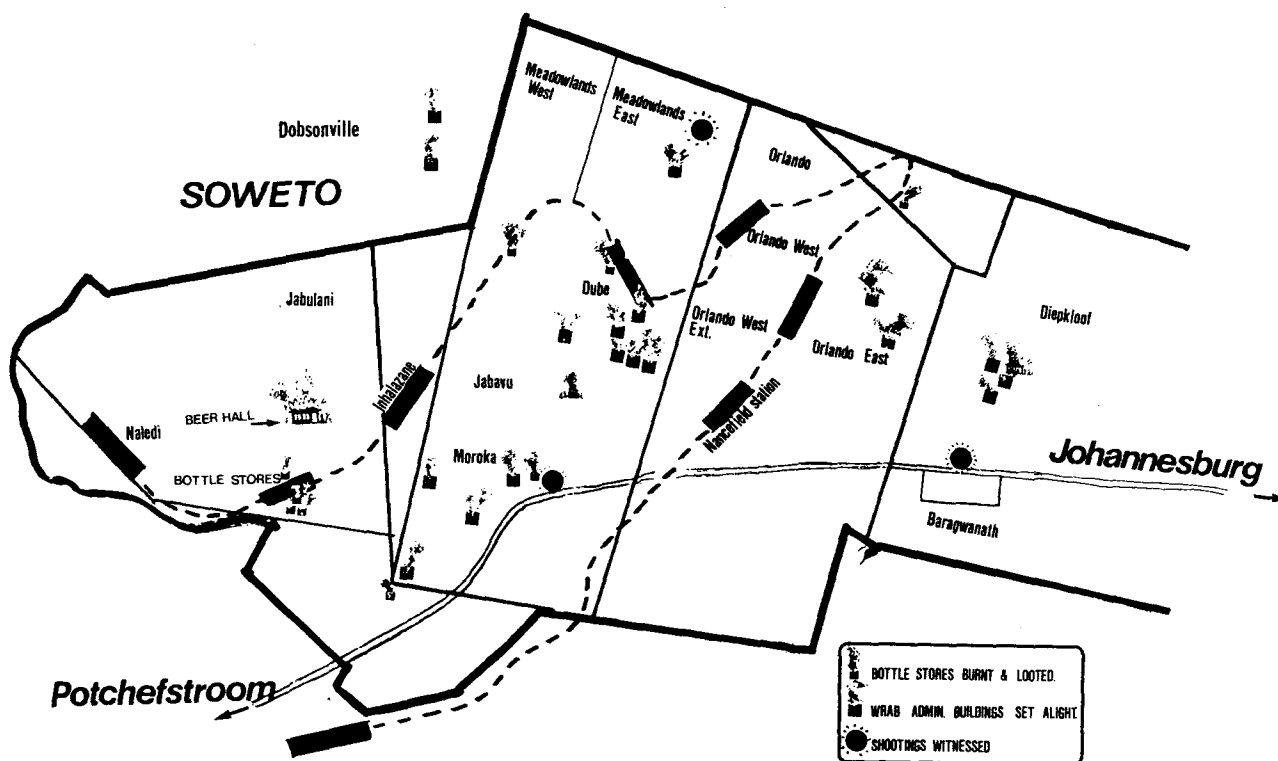 Meadowlands
West
Meadowlands
East
Dobsonville
SOWETO
Orlando
Orlando West
Jabulani
Dube
Orlando West
Ext.
Orlando East
Diepkloof
Inhalazane
Jabavu
BEER HALL
Naledi
Nancefield station
Moroka
BOTTLE STORES
Johannesburg
Baragwanath
Potchefstroom
BOTTLE STORES BURNT & LOOTED.
WRAB ADMIN. BUILDINGS SET ALIGHT.
SHOOTINGS WITNESSED